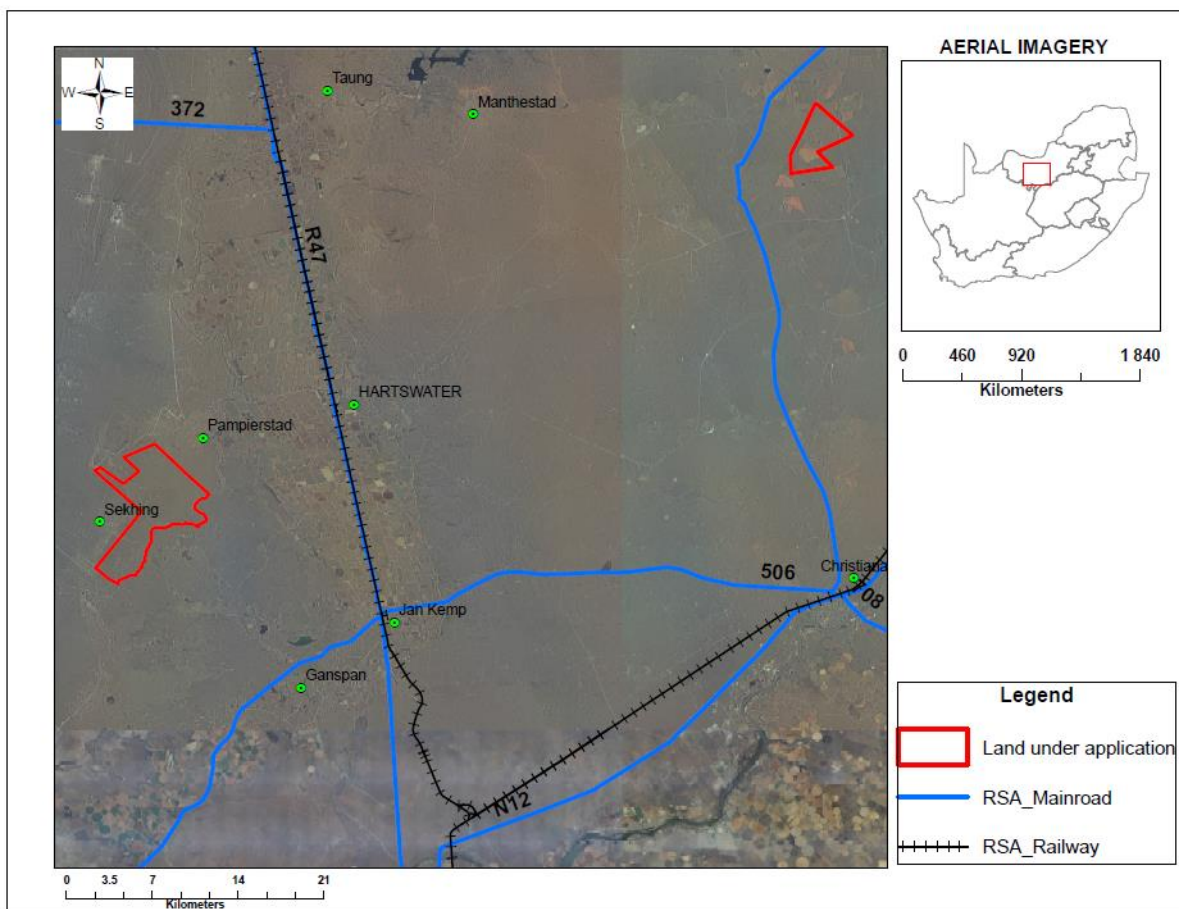 AERIAL IMAGERY
N
W E
S
372
Taung
Manthestad
R47
HARTSWATER
Pampierstad
Sekhing
506
Christiana
708
Jan Kemp
Ganspan
N12
0 3.5 7 14 21
Kilometers
0 460 920 1 840
Kilometers
Legend
Land under application
RSA_Mainroad
RSA_Railway